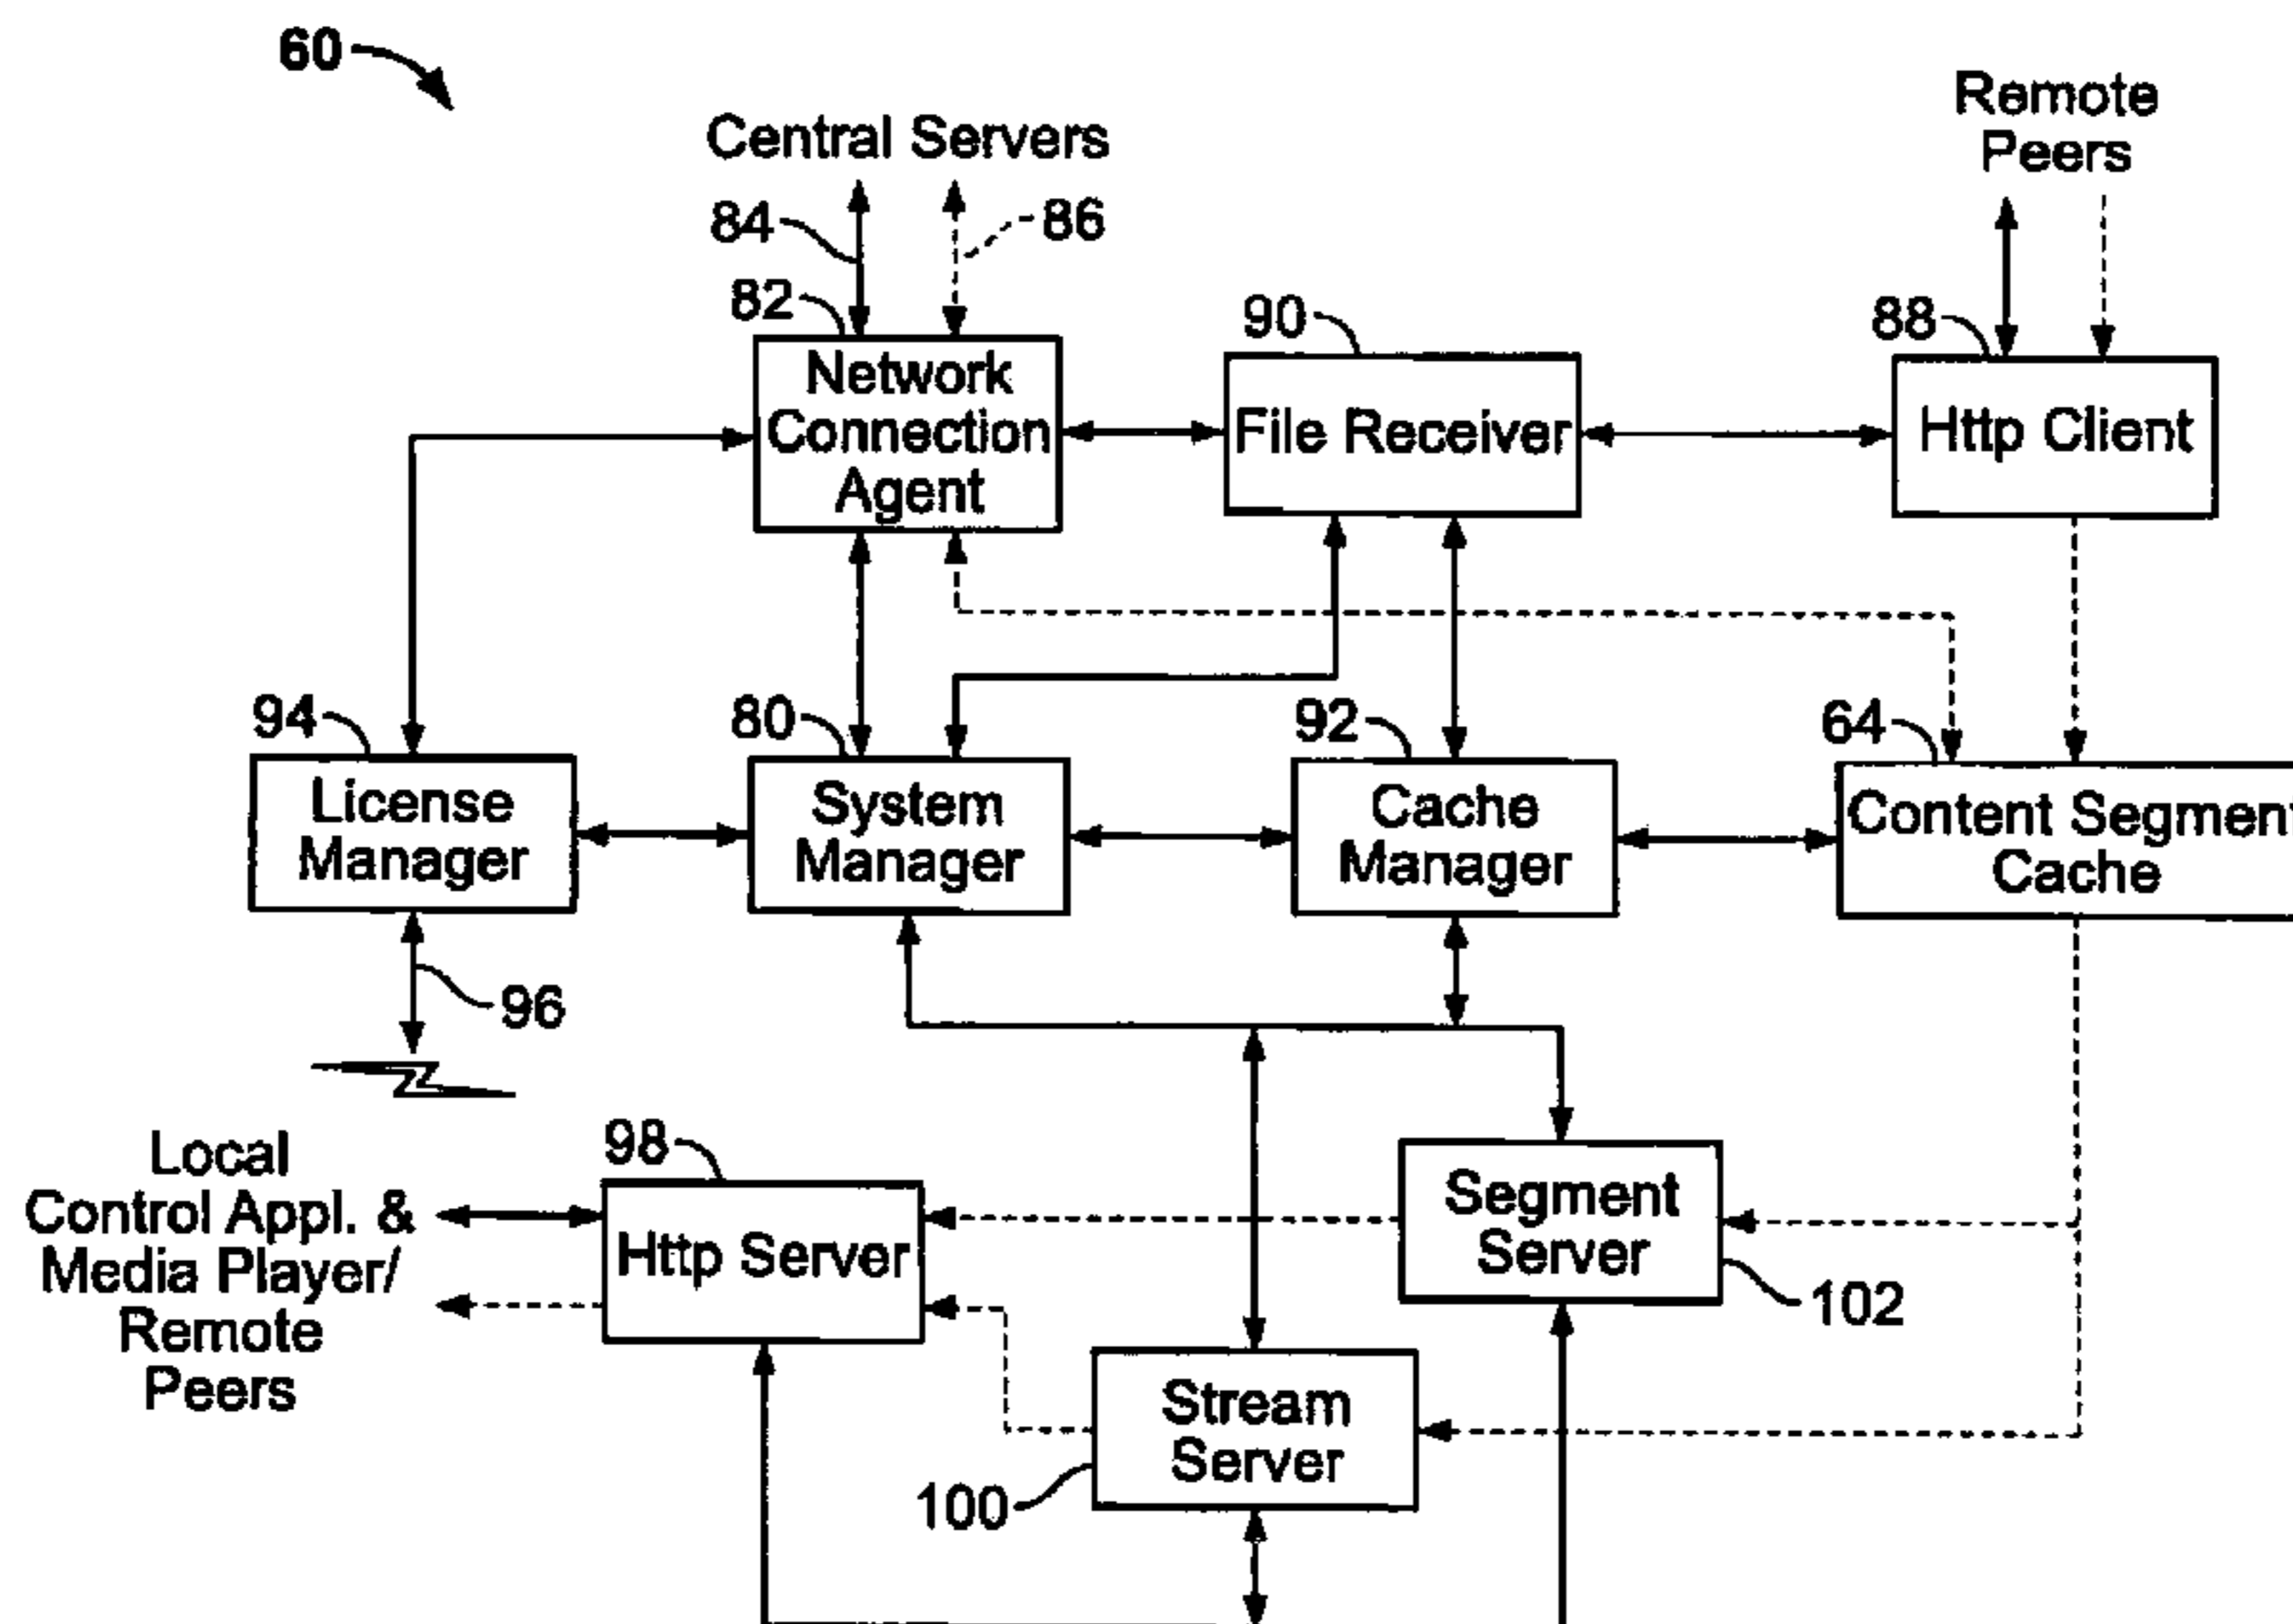 60
Central Servers
Remote
Peers
84
86
82
90
88
Network
Connection
Agent
File Receiver
Http Client
94
80
92
64
License
Manager
System
Manager
Cache
Manager
Content Segment
Cache
96
98
Local
Control Appl. &
Media Player/
Remote
Peers
Http Server
Segment
Server
102
Stream
Server
100